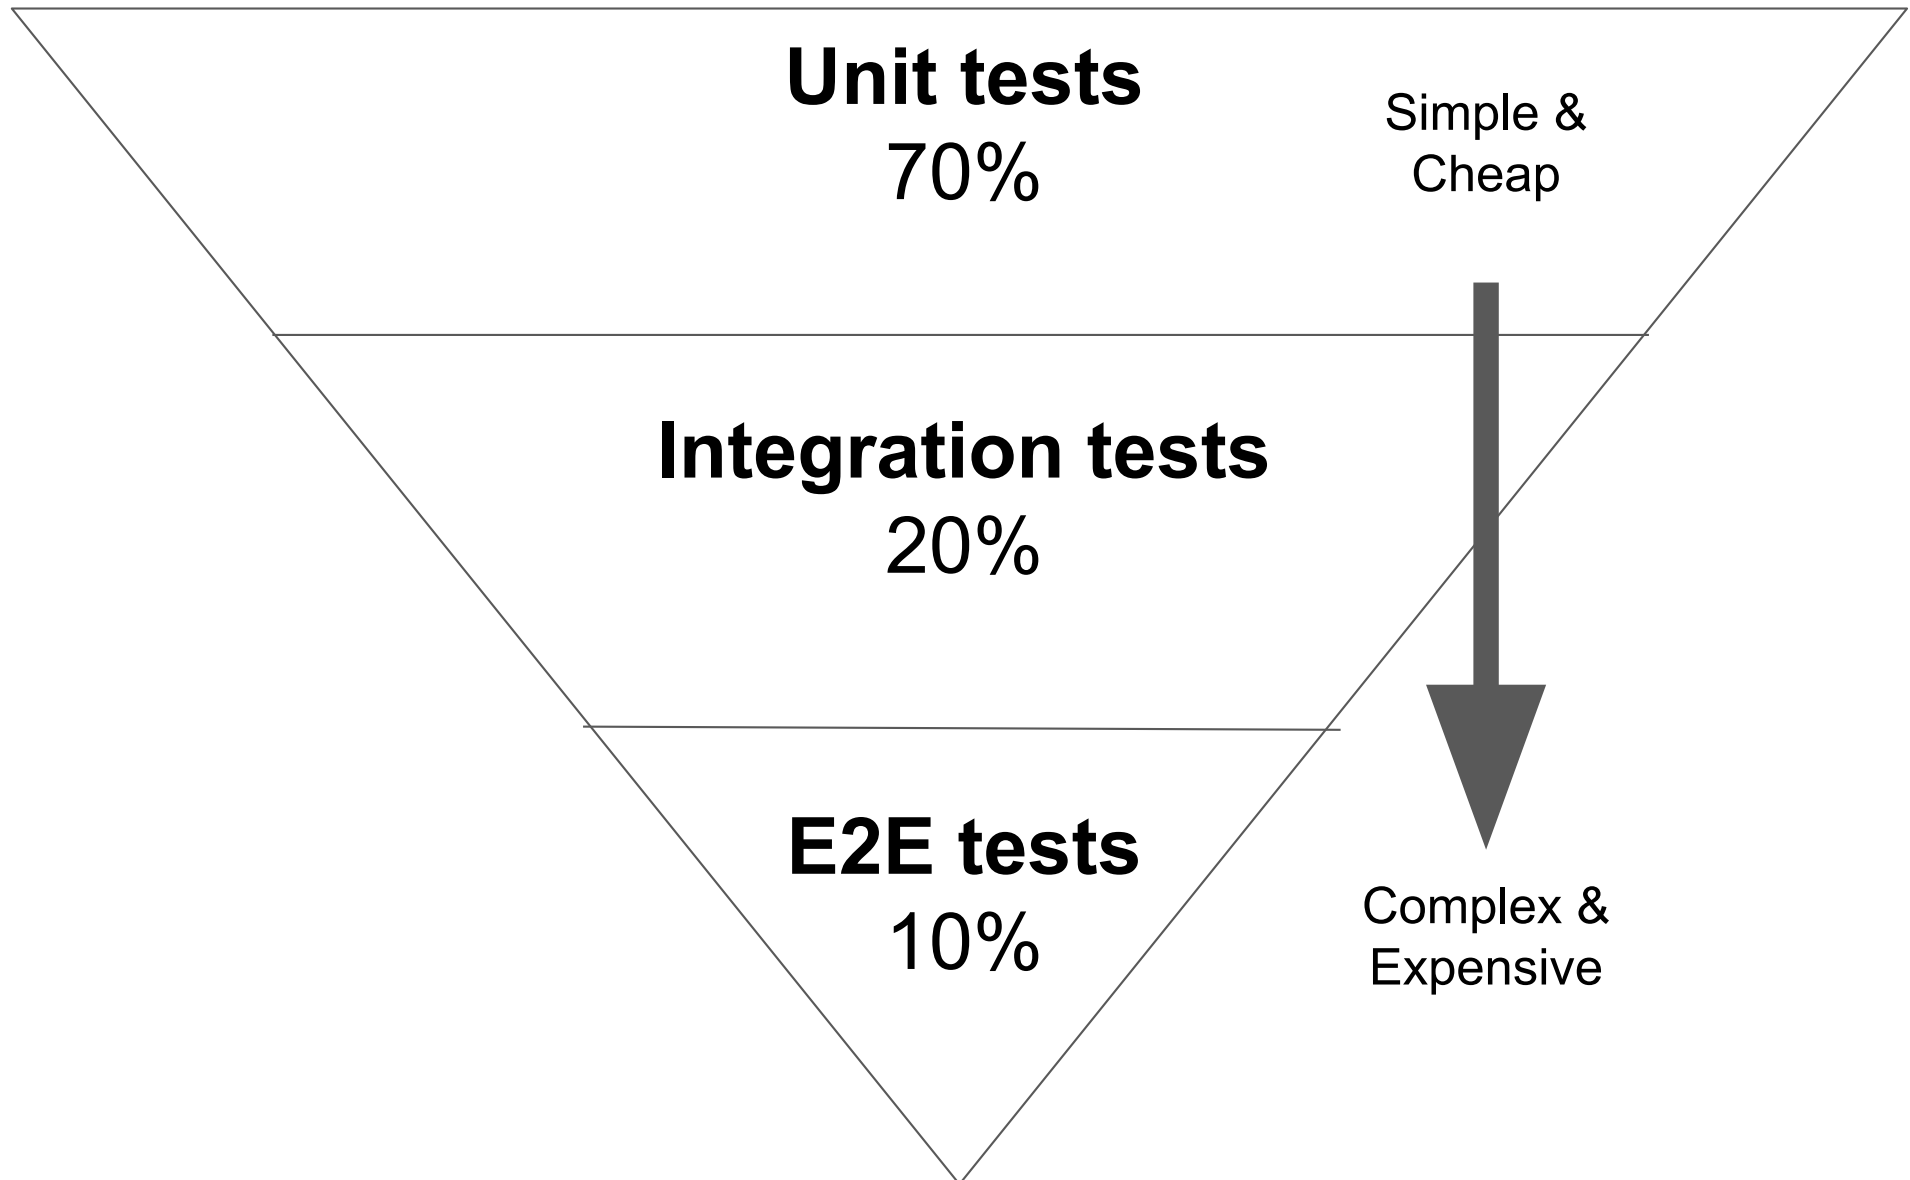 Unit tests
70%
Simple &
Cheap
Integration tests
20%
E2E tests
10%
Complex &
Expensive